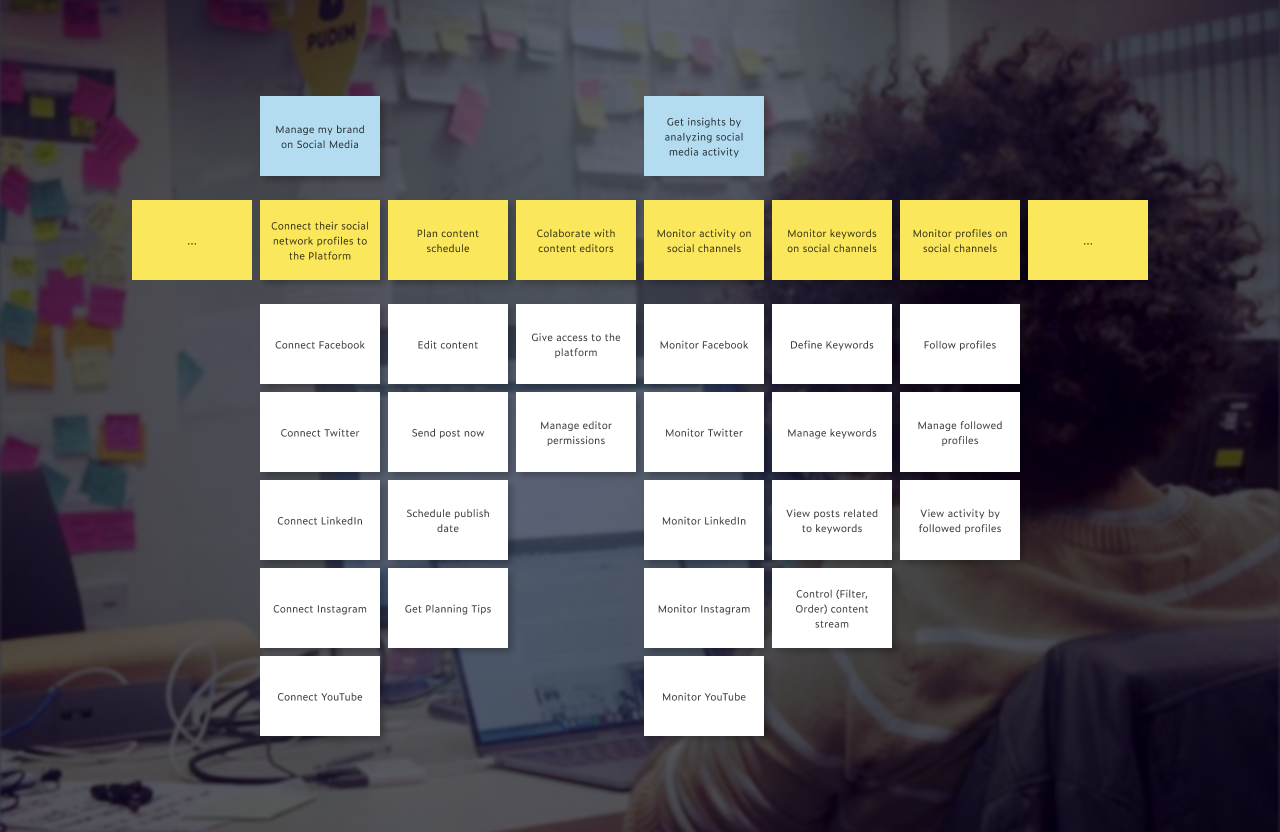 PUDIM
Manage my brand
on Social Media
Get insights by
analyzing social
media activity
...
Connect their social
network profiles to
the Platform
Plan content
schedule
Colaborate with
content editors
Monitor activity on
social channels
Monitor keywords
on social channels
Monitor profiles on
social channels
...
Connect Facebook
Edit content
Give access to the
platform
Monitor Facebook
Define Keywords
Follow profiles
Connect Twitter
Send post now
Manage editor
permissions
Monitor Twitter
Manage keywords
Manage followed
profiles
Connect LinkedIn
Schedule publish
date
Monitor LinkedIn
View posts related
to keywords
View activity by
followed profiles
Connect Instagram
Get Planning Tips
Monitor Instagram
Control (Filter,
Order) content
stream
Connect YouTube
Monitor YouTube